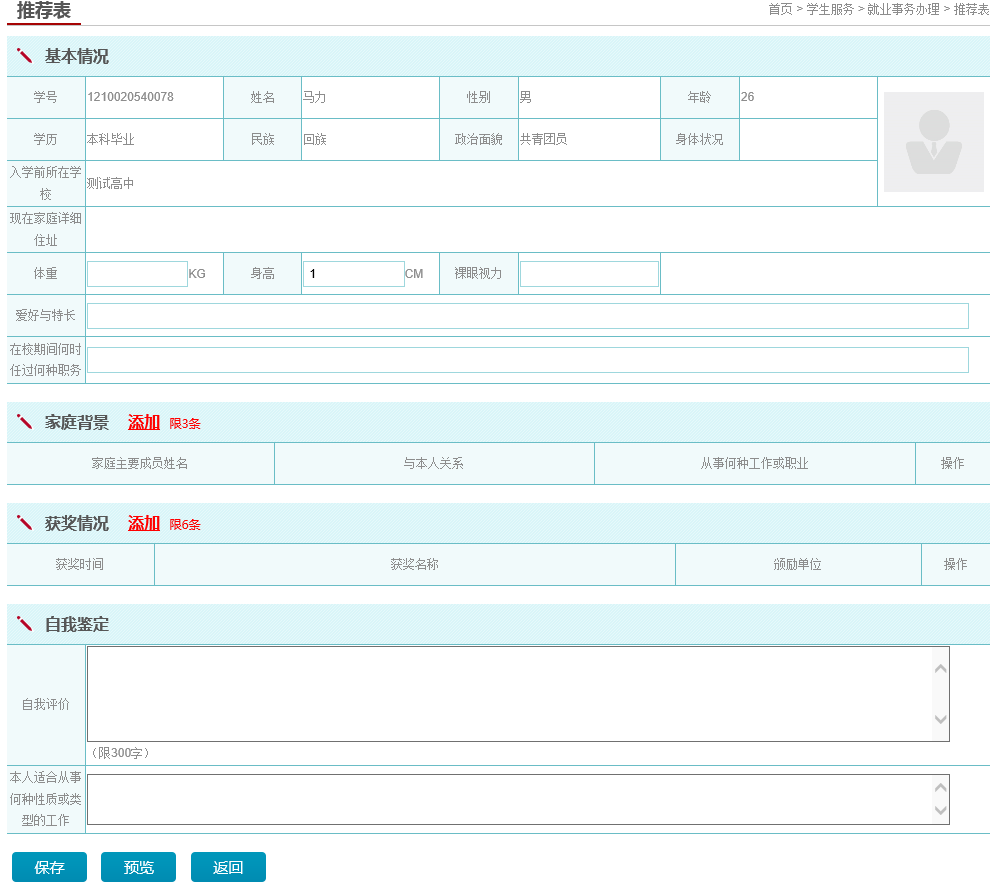 推荐表
首页 > 学生服务 > 就业事务办理 > 推荐表
基本情况
学号 1210020540078 姓名 马力 性别 男 年龄 26
学历 本科毕业 民族 回族 政治面貌 共青团员 身体状况
入学前所在学
校
测试高中
现在家庭详细
住址
体重 KG 身高 1 CM 裸眼视力
爱好与特长
在校期间何时
任过何种职务
家庭背景 添加 限3条
家庭主要成员姓名 与本人关系 从事何种工作或职业 操作
获奖情况 添加 限6条
获奖时间 获奖名称 颁励单位 操作
自我鉴定
自我评价
（限300字）
本人适合从事
何种性质或类
型的工作
保存 预览 返回